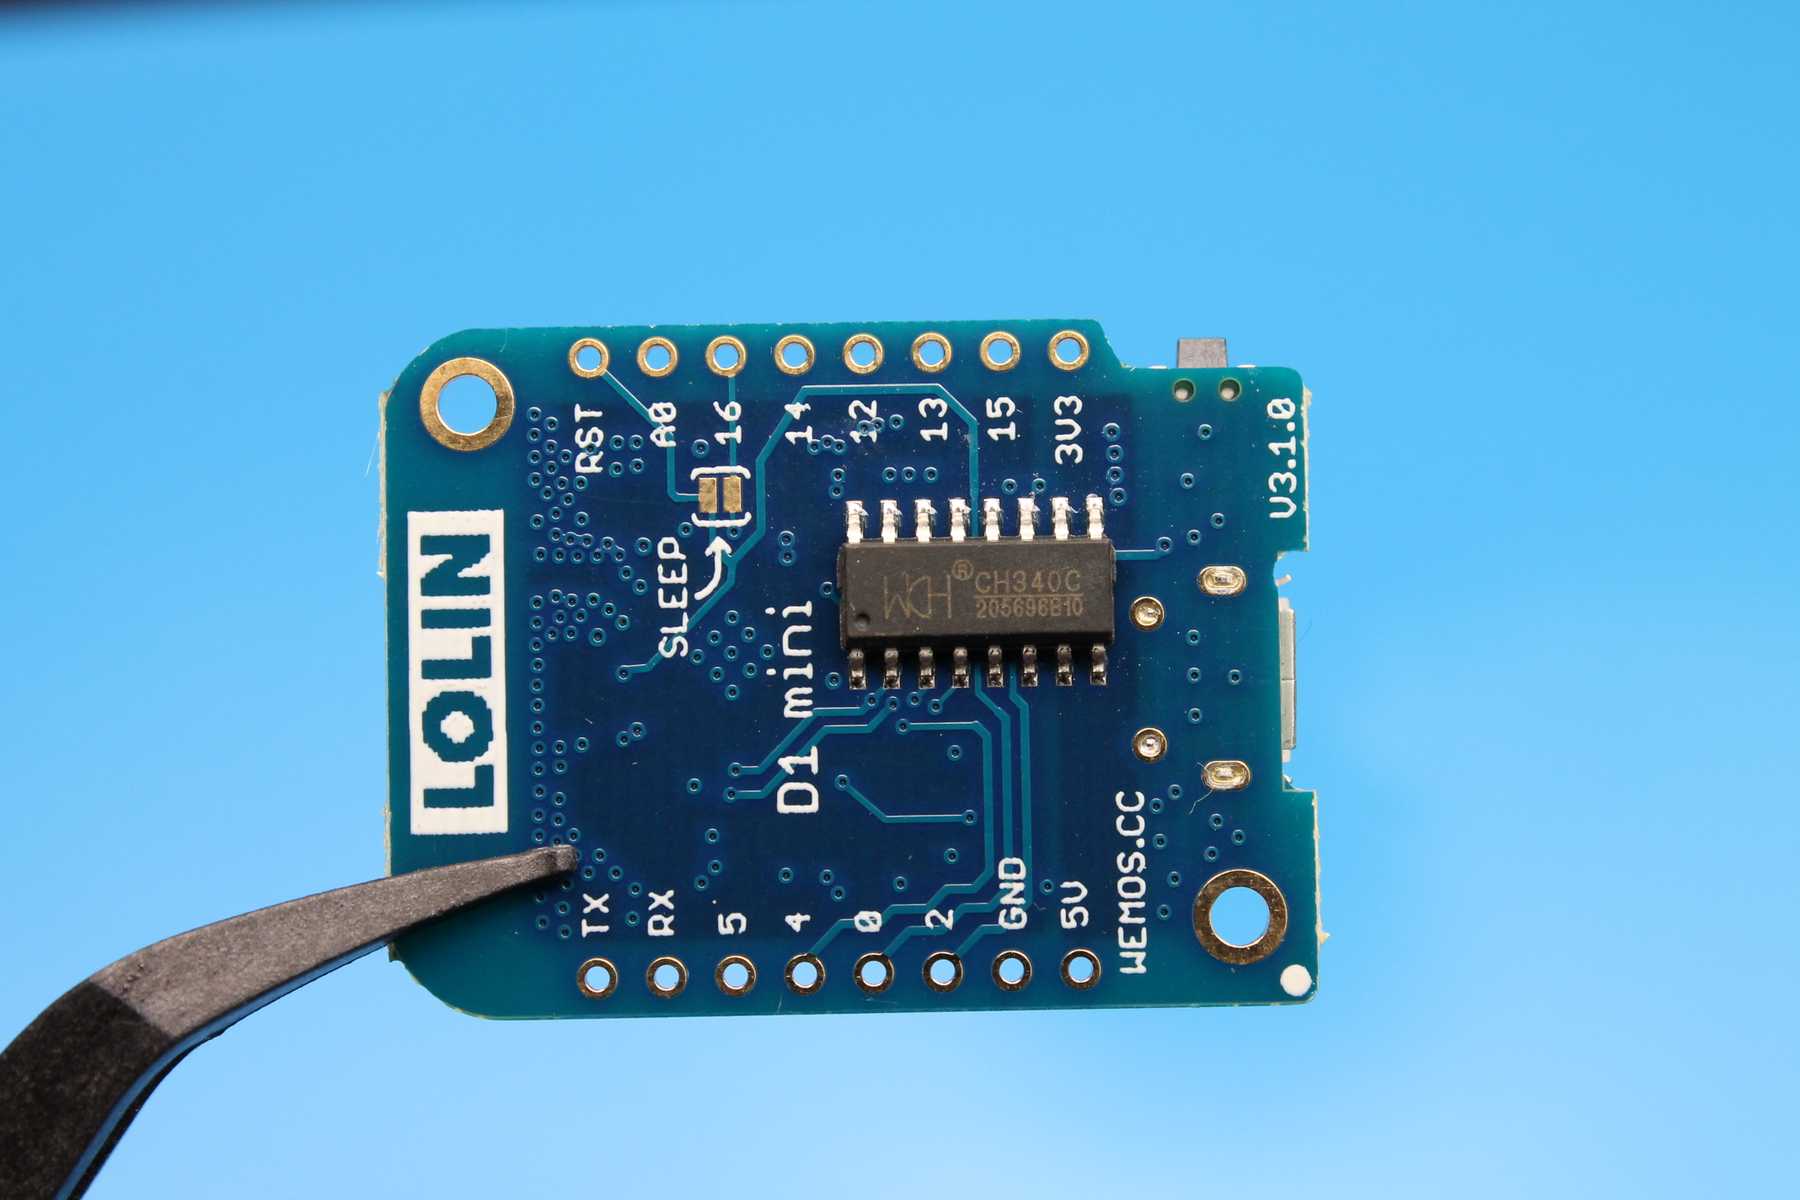 RST
A0
16
14
12
13
15
3V3
V3.1.0
SLEEP
LOLIN
D1 mini
WCH® CH340C
205696B10
WEMOS.CC
TX
RX
5
4
0
2
GND
5V